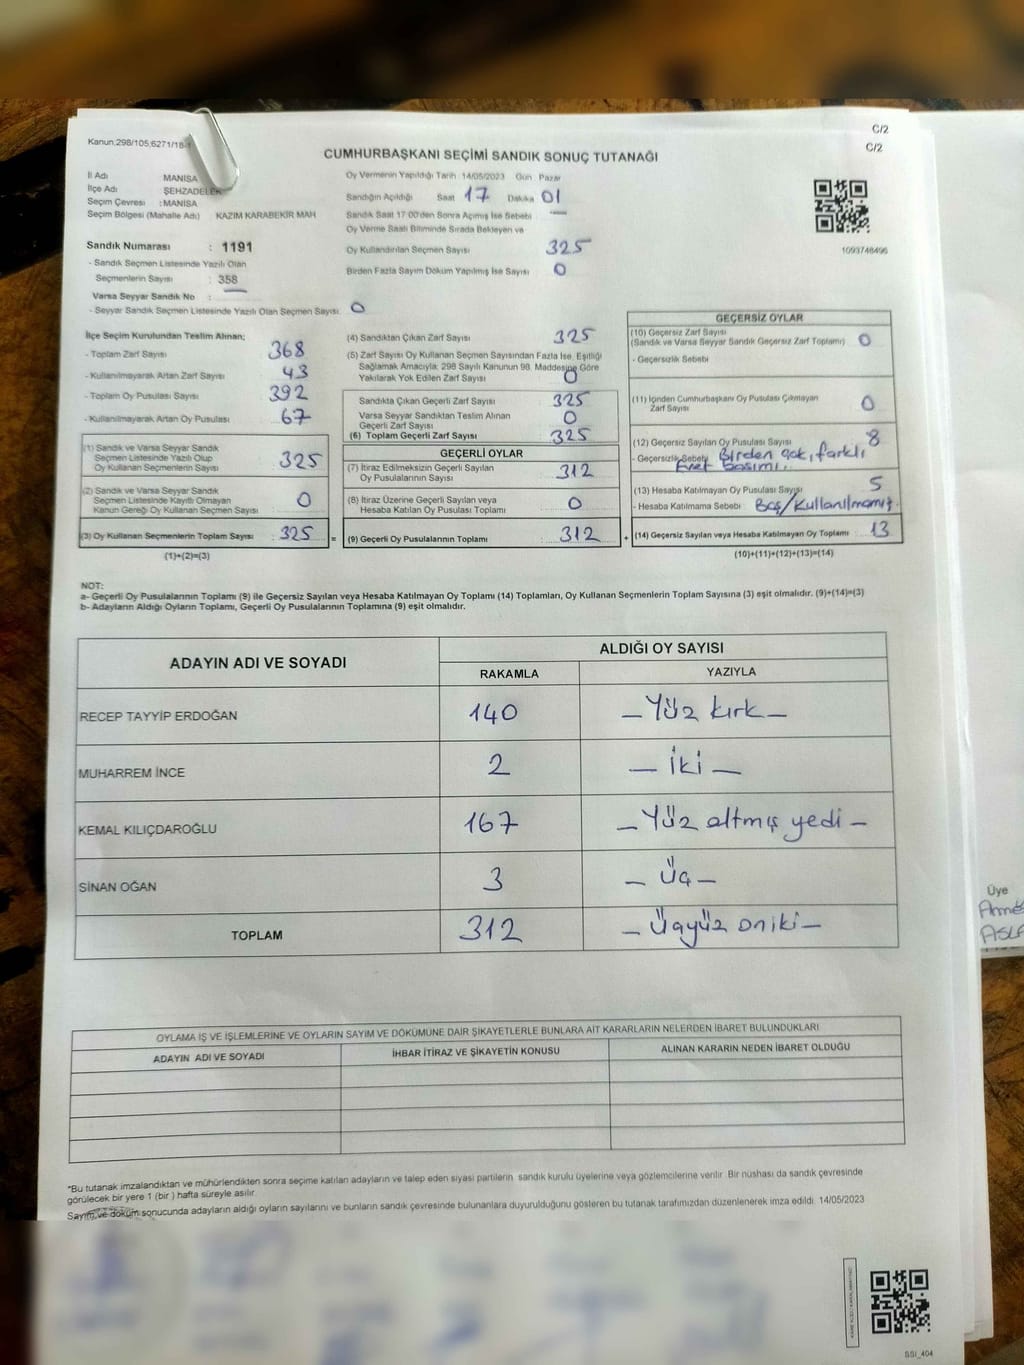 C/2
Kanun;298/105;6271/18-1
C/2
CUMHURBAŞKANI SEÇİMİ SANDIK SONUÇ TUTANAĞI
İl Adı MANİSA
İlçe Adı ŞEHZADELER
Seçim Çevresi : MANİSA
Seçim Bölgesi (Mahalle Adı) KAZIM KARABEKİR MAH
Oy Vermenin Yapıldığı Tarih 14/05/2023 Gün Pazar
Sandığın Açıldığı Saat 17 Dakika 01
Sandık Saat 17:00'den Sonra Açılmış İse Sebebi —
Oy Verme Saati Bitiminde Sırada Bekleyen ve
Oy Kullandırılan Seçmen Sayısı 325
Birden Fazla Sayım Döküm Yapılmış İse Sayısı 0
1093748496
Sandık Numarası : 1191
- Sandık Seçmen Listesinde Yazılı Olan
Seçmenlerin Sayısı : 358
Varsa Seyyar Sandık No :
- Seyyar Sandık Seçmen Listesinde Yazılı Olan Seçmen Sayısı: 0
İlçe Seçim Kurulundan Teslim Alınan;
- Toplam Zarf Sayısı 368
- Kullanılmayarak Artan Zarf Sayısı 43
- Toplam Oy Pusulası Sayısı 392
- Kullanılmayarak Artan Oy Pusulası 67
(1) Sandık ve Varsa Seyyar Sandık
Seçmen Listesinde Yazılı Olup
Oy Kullanan Seçmenlerin Sayısı 325
(2) Sandık ve Varsa Seyyar Sandık
Seçmen Listesinde Kayıtlı Olmayan
Kanun Gereği Oy Kullanan Seçmen Sayısı 0
(3) Oy Kullanan Seçmenlerin Toplam Sayısı 325 =
(1)+(2)=(3)
(4) Sandıktan Çıkan Zarf Sayısı 325
(5) Zarf Sayısı Oy Kullanan Seçmen Sayısından Fazla İse, Eşitliği
Sağlamak Amacıyla; 298 Sayılı Kanunun 98. Maddesine Göre
Yakılarak Yok Edilen Zarf Sayısı 0
Sandıkta Çıkan Geçerli Zarf Sayısı 325
Varsa Seyyar Sandıktan Teslim Alınan
Geçerli Zarf Sayısı 0
(6) Toplam Geçerli Zarf Sayısı 325
GEÇERLİ OYLAR
(7) İtiraz Edilmeksizin Geçerli Sayılan
Oy Pusulalarının Sayısı 312
(8) İtiraz Üzerine Geçerli Sayılan veya
Hesaba Katılan Oy Pusulası Toplamı 0
(9) Geçerli Oy Pusulalarının Toplamı 312 +
GEÇERSİZ OYLAR
(10) Geçersiz Zarf Sayısı
(Sandık ve Varsa Seyyar Sandık Geçersiz Zarf Toplamı) 0
- Geçersizlik Sebebi
(11) İçinden Cumhurbaşkanı Oy Pusulası Çıkmayan
Zarf Sayısı 0
(12) Geçersiz Sayılan Oy Pusulası Sayısı 8
- Geçersizlik Sebebi Birden çok, farklı
Evet basımı
(13) Hesaba Katılmayan Oy Pusulası Sayısı 5
- Hesaba Katılmama Sebebi Boş/Kullanılmamış
(14) Geçersiz Sayılan veya Hesaba Katılmayan Oy Toplamı 13
(10)+(11)+(12)+(13)=(14)
NOT:
a- Geçerli Oy Pusulalarının Toplamı (9) ile Geçersiz Sayılan veya Hesaba Katılmayan Oy Toplamı (14) Toplamları, Oy Kullanan Seçmenlerin Toplam Sayısına (3) eşit olmalıdır. (9)+(14)=(3)
b- Adayların Aldığı Oyların Toplamı, Geçerli Oy Pusulalarının Toplamına (9) eşit olmalıdır.
ADAYIN ADI VE SOYADI ALDIĞI OY SAYISI
RAKAMLA YAZIYLA
RECEP TAYYİP ERDOĞAN 140 – Yüz kırk –
MUHARREM İNCE 2 – İki –
KEMAL KILIÇDAROĞLU 167 – Yüz altmış yedi –
SİNAN OĞAN 3 – Üç –
TOPLAM 312 – Üçyüz oniki –
Üye
OYLAMA İŞ VE İŞLEMLERİNE VE OYLARIN SAYIM VE DÖKÜMÜNE DAİR ŞİKAYETLERLE BUNLARA AİT KARARLARIN NELERDEN İBARET BULUNDUKLARI
ADAYIN ADI VE SOYADI İHBAR İTİRAZ VE ŞİKAYETİN KONUSU ALINAN KARARIN NEDEN İBARET OLDUĞU
*Bu tutanak imzalandıktan ve mühürlendikten sonra seçime katılan adayların ve talep eden siyasi partilerin sandık kurulu üyelerine veya gözlemcilerine verilir. Bir nüshası da sandık çevresinde
görülecek bir yere 1 (bir ) hafta süreyle asılır.
Sayım ve döküm sonucunda adayların aldığı oyların sayılarını ve bunların sandık çevresinde bulunanlara duyurulduğunu gösteren bu tutanak tarafımızdan düzenlenerek imza edildi. 14/05/2023
SSI_404